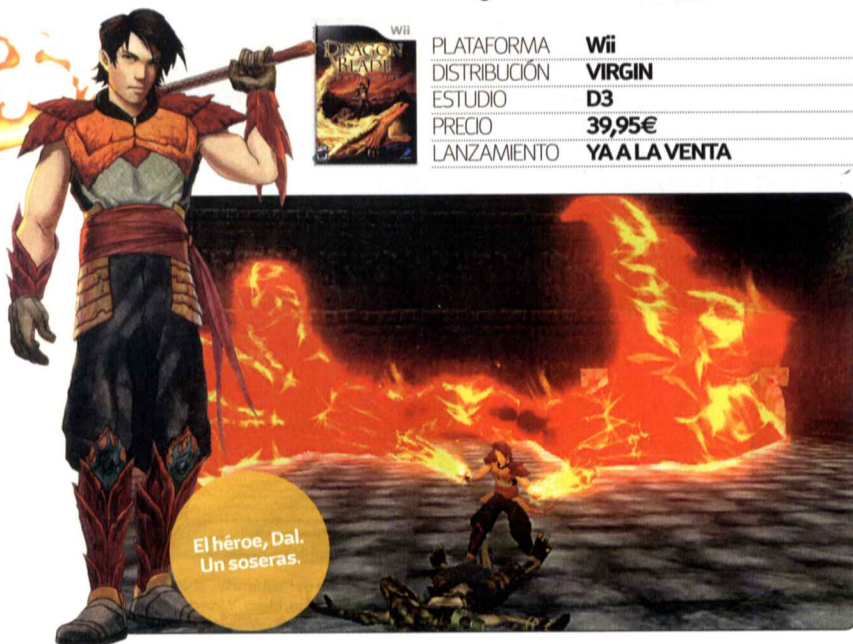 Wii
DRAGON
BLADE
PLATAFORMA Wii
DISTRIBUCIÓN VIRGIN
ESTUDIO D3
PRECIO 39,95€
LANZAMIENTO YA A LA VENTA
El héroe, Dal.
Un soseras.